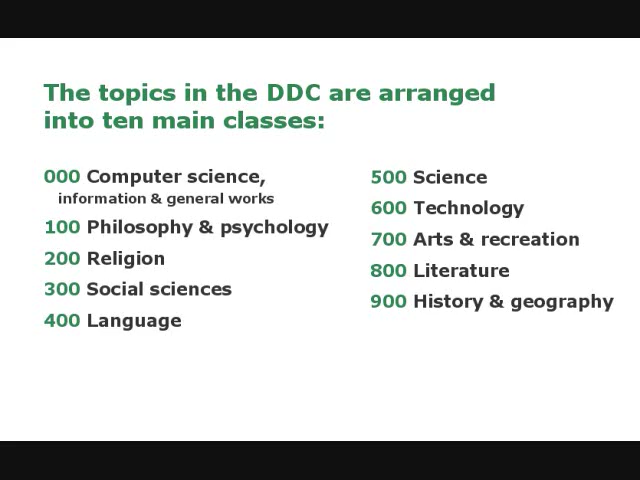 The topics in the DDC are arranged
into ten main classes:
000 Computer science,
information & general works
100 Philosophy & psychology
200 Religion
300 Social sciences
400 Language
500 Science
600 Technology
700 Arts & recreation
800 Literature
900 History & geography